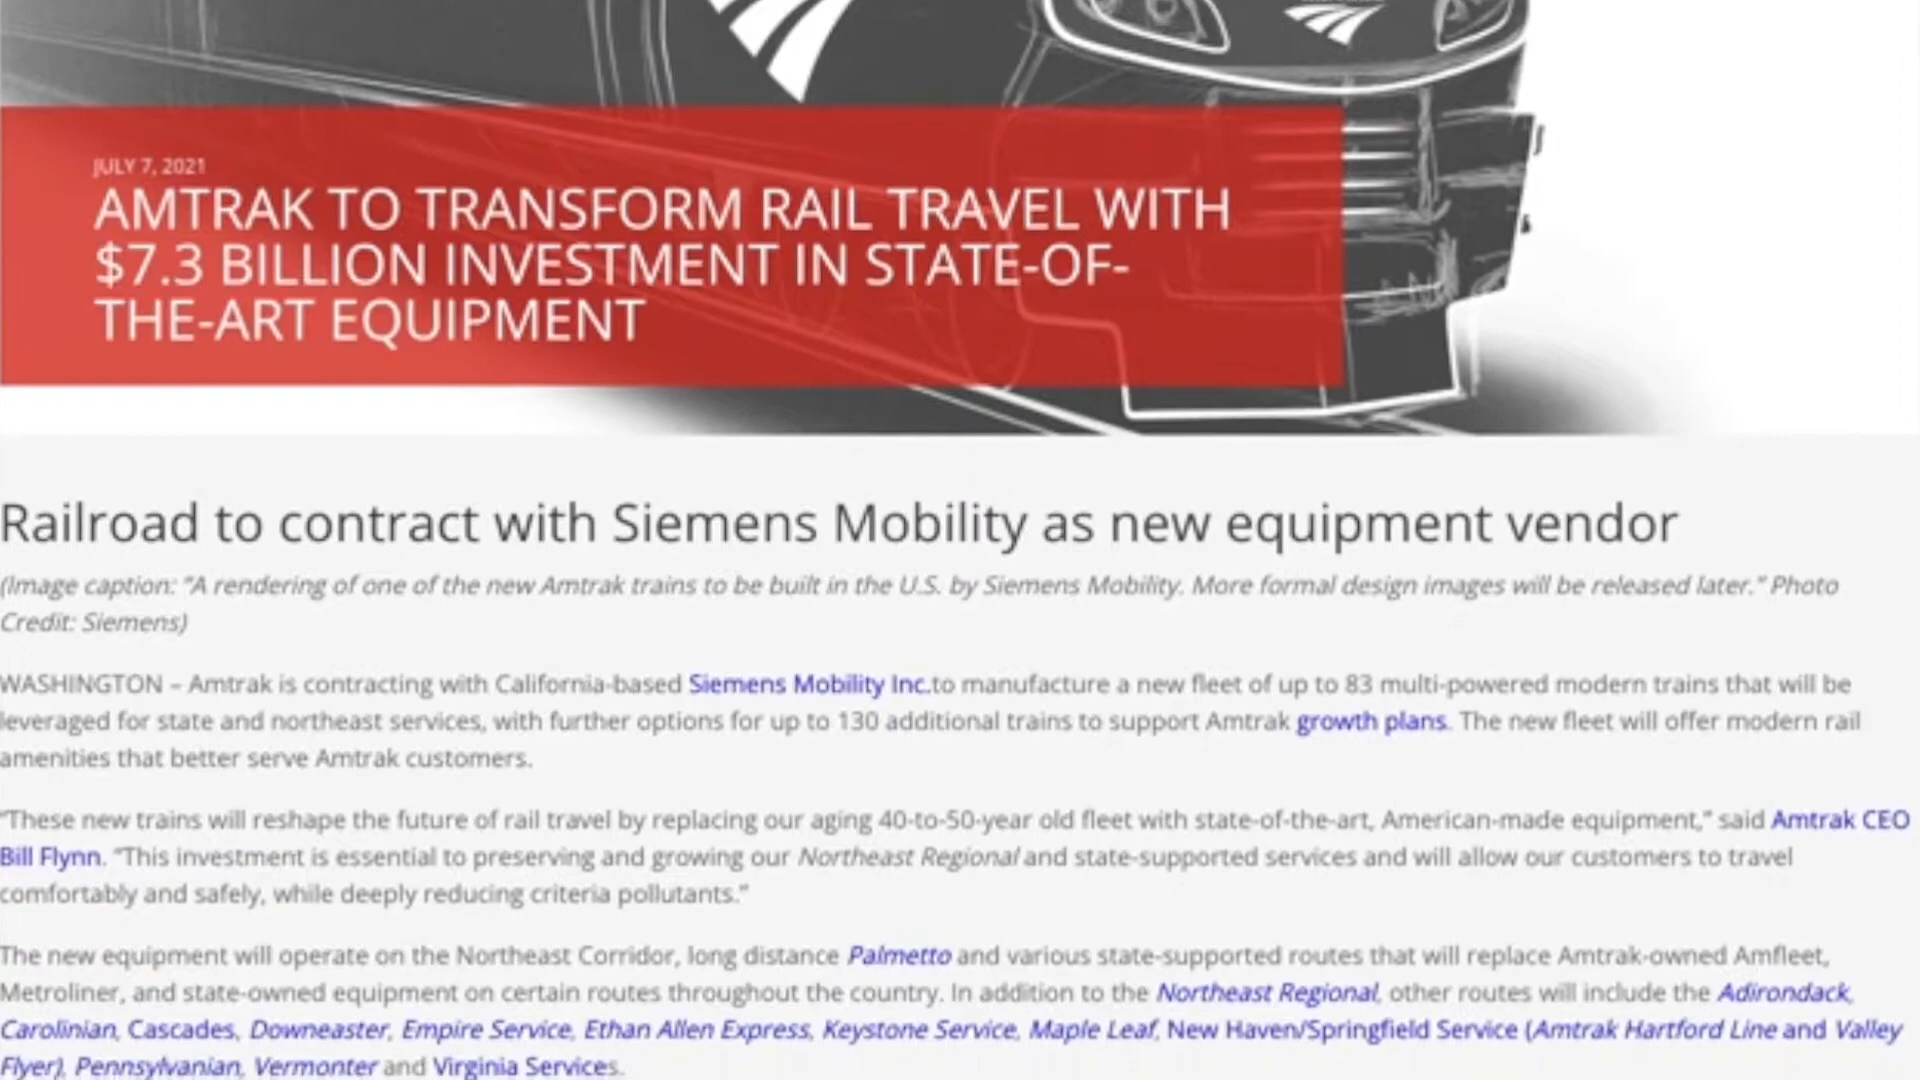 JULY 7, 2021
AMTRAK TO TRANSFORM RAIL TRAVEL WITH
$7.3 BILLION INVESTMENT IN STATE-OF-
THE-ART EQUIPMENT
Railroad to contract with Siemens Mobility as new equipment vendor
(Image caption: "A rendering of one of the new Amtrak trains to be built in the U.S. by Siemens Mobility. More formal design images will be released later." Photo
Credit: Siemens)
WASHINGTON – Amtrak is contracting with California-based Siemens Mobility Inc.to manufacture a new fleet of up to 83 multi-powered modern trains that will be
leveraged for state and northeast services, with further options for up to 130 additional trains to support Amtrak growth plans. The new fleet will offer modern rail
amenities that better serve Amtrak customers.
"These new trains will reshape the future of rail travel by replacing our aging 40-to-50-year old fleet with state-of-the-art, American-made equipment," said Amtrak CEO
Bill Flynn. "This investment is essential to preserving and growing our Northeast Regional and state-supported services and will allow our customers to travel
comfortably and safely, while deeply reducing criteria pollutants."
The new equipment will operate on the Northeast Corridor, long distance Palmetto and various state-supported routes that will replace Amtrak-owned Amfleet,
Metroliner, and state-owned equipment on certain routes throughout the country. In addition to the Northeast Regional, other routes will include the Adirondack,
Carolinian, Cascades, Downeaster, Empire Service, Ethan Allen Express, Keystone Service, Maple Leaf, New Haven/Springfield Service (Amtrak Hartford Line and Valley
Flyer), Pennsylvanian, Vermonter and Virginia Services.